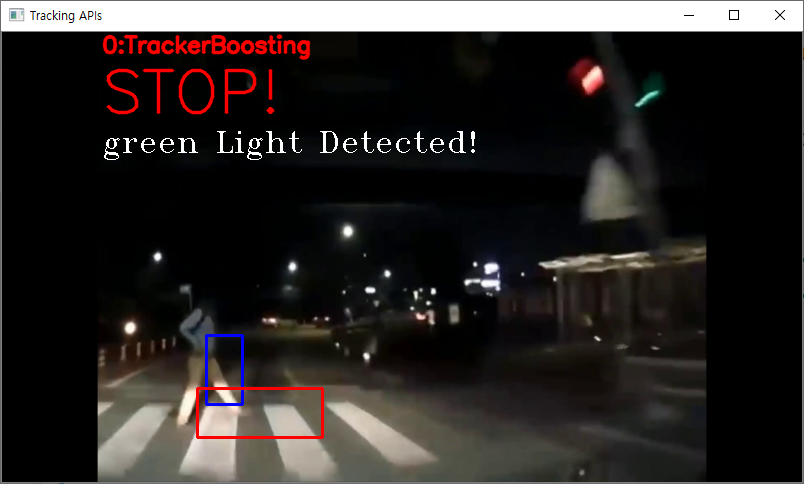 Tracking APIs
0:TrackerBoosting
STOP!
green Light Detected!